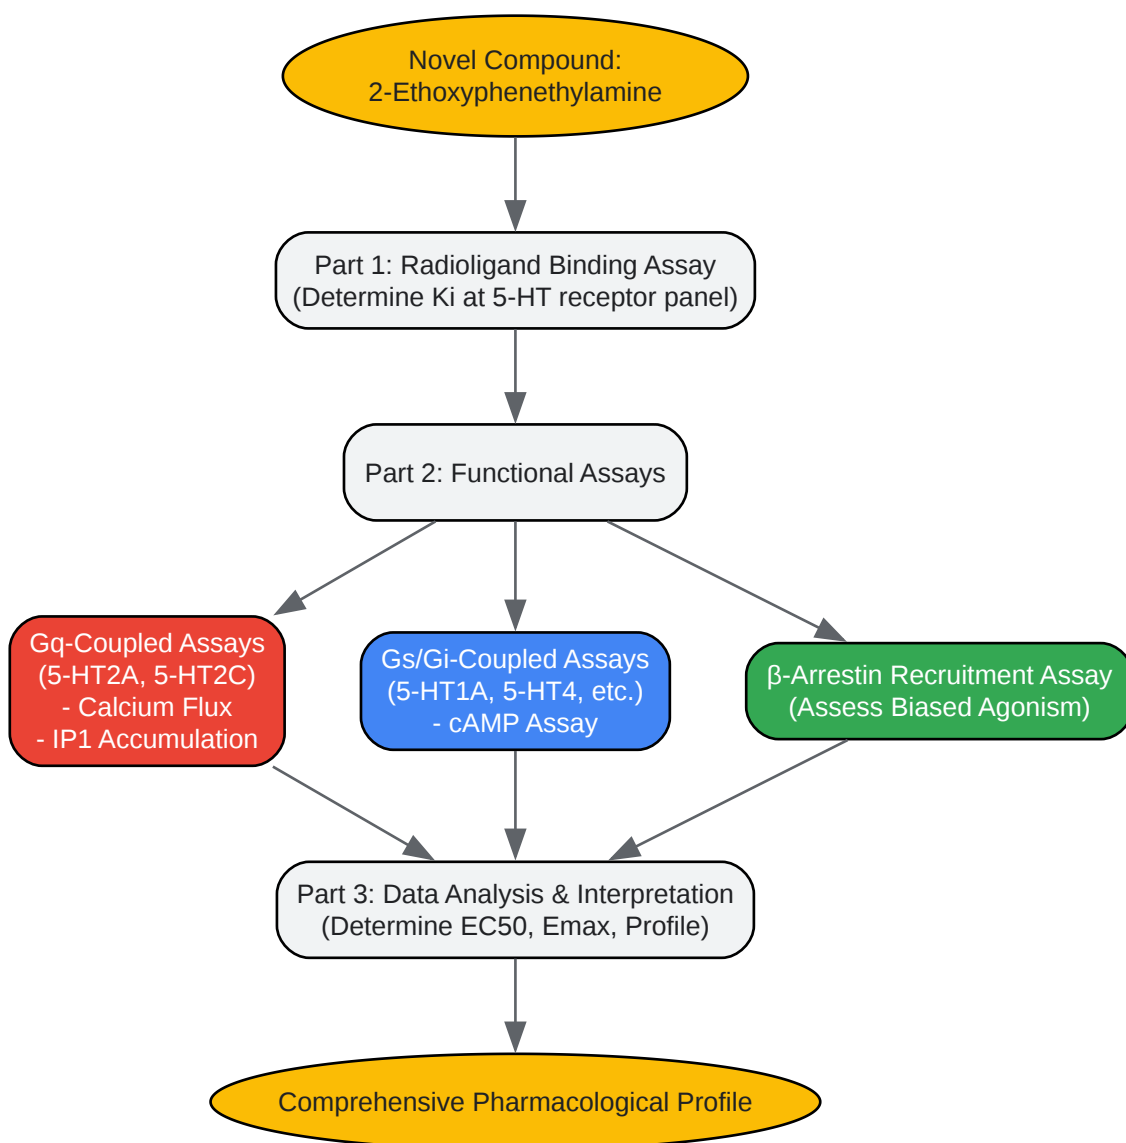 Novel Compound:
2-Ethoxyphenethylamine
Part 1: Radioligand Binding Assay
(Determine Ki at 5-HT receptor panel)
Part 2: Functional Assays
Gq-Coupled Assays
(5-HT2A, 5-HT2C)
- Calcium Flux
- IP1 Accumulation
Gs/Gi-Coupled Assays
(5-HT1A, 5-HT4, etc.)
- cAMP Assay
β-Arrestin Recruitment Assay
(Assess Biased Agonism)
Part 3: Data Analysis & Interpretation
(Determine EC50, Emax, Profile)
Comprehensive Pharmacological Profile